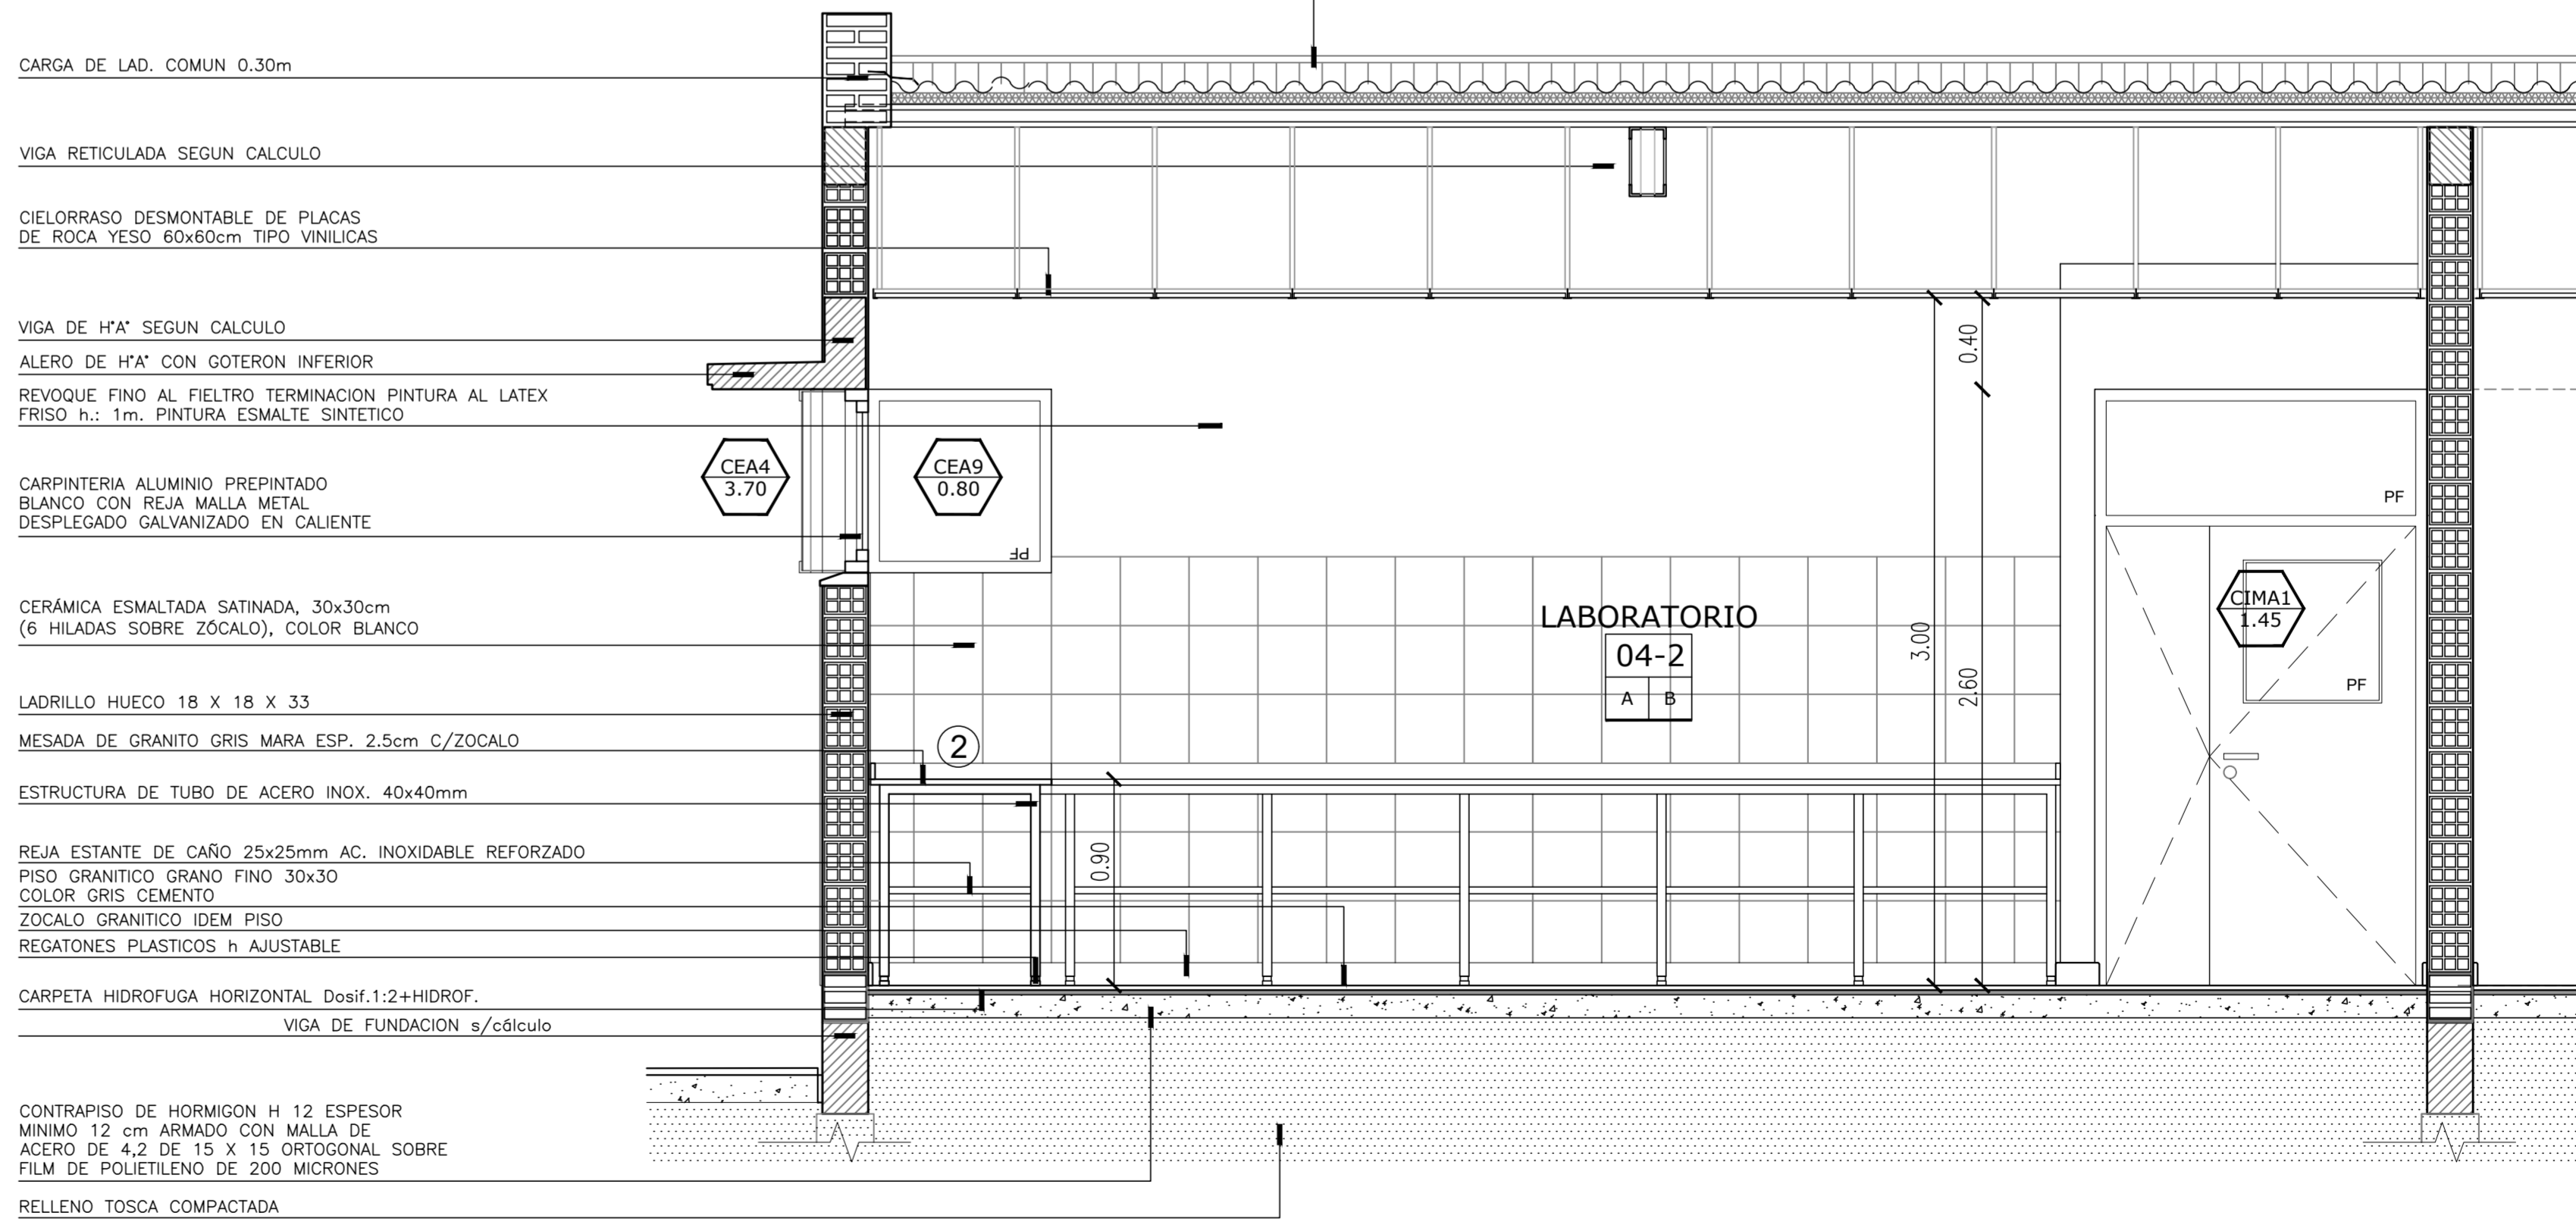 CARGA DE LAD. COMUN 0.30m
VIGA RETICULADA SEGUN CALCULO
CIELORRASO DESMONTABLE DE PLACAS
DE ROCA YESO 60x60cm TIPO VINILICAS
VIGA DE H°A° SEGUN CALCULO
ALERO DE H°A° CON GOTERON INFERIOR
REVOQUE FINO AL FIELTRO TERMINACION PINTURA AL LATEX
FRISO h.: 1m. PINTURA ESMALTE SINTETICO
CARPINTERIA ALUMINIO PREPINTADO
BLANCO CON REJA MALLA METAL
DESPLEGADO GALVANIZADO EN CALIENTE
CERÁMICA ESMALTADA SATINADA, 30x30cm
(6 HILADAS SOBRE ZÓCALO), COLOR BLANCO
LADRILLO HUECO 18 X 18 X 33
MESADA DE GRANITO GRIS MARA ESP. 2.5cm C/ZOCALO
ESTRUCTURA DE TUBO DE ACERO INOX. 40x40mm
REJA ESTANTE DE CAÑO 25x25mm AC. INOXIDABLE REFORZADO
PISO GRANITICO GRANO FINO 30x30
COLOR GRIS CEMENTO
ZOCALO GRANITICO IDEM PISO
REGATONES PLASTICOS h AJUSTABLE
CARPETA HIDROFUGA HORIZONTAL Dosif.1:2+HIDROF.
VIGA DE FUNDACION s/cálculo
CONTRAPISO DE HORMIGON H 12 ESPESOR
MINIMO 12 cm ARMADO CON MALLA DE
ACERO DE 4,2 DE 15 X 15 ORTOGONAL SOBRE
FILM DE POLIETILENO DE 200 MICRONES
RELLENO TOSCA COMPACTADA
CEA4
3.70
CEA9
0.80
PF
2
0.90
LABORATORIO
04-2
A B
3.00
0.40
2.60
PF
CIMA1
1.45
PF